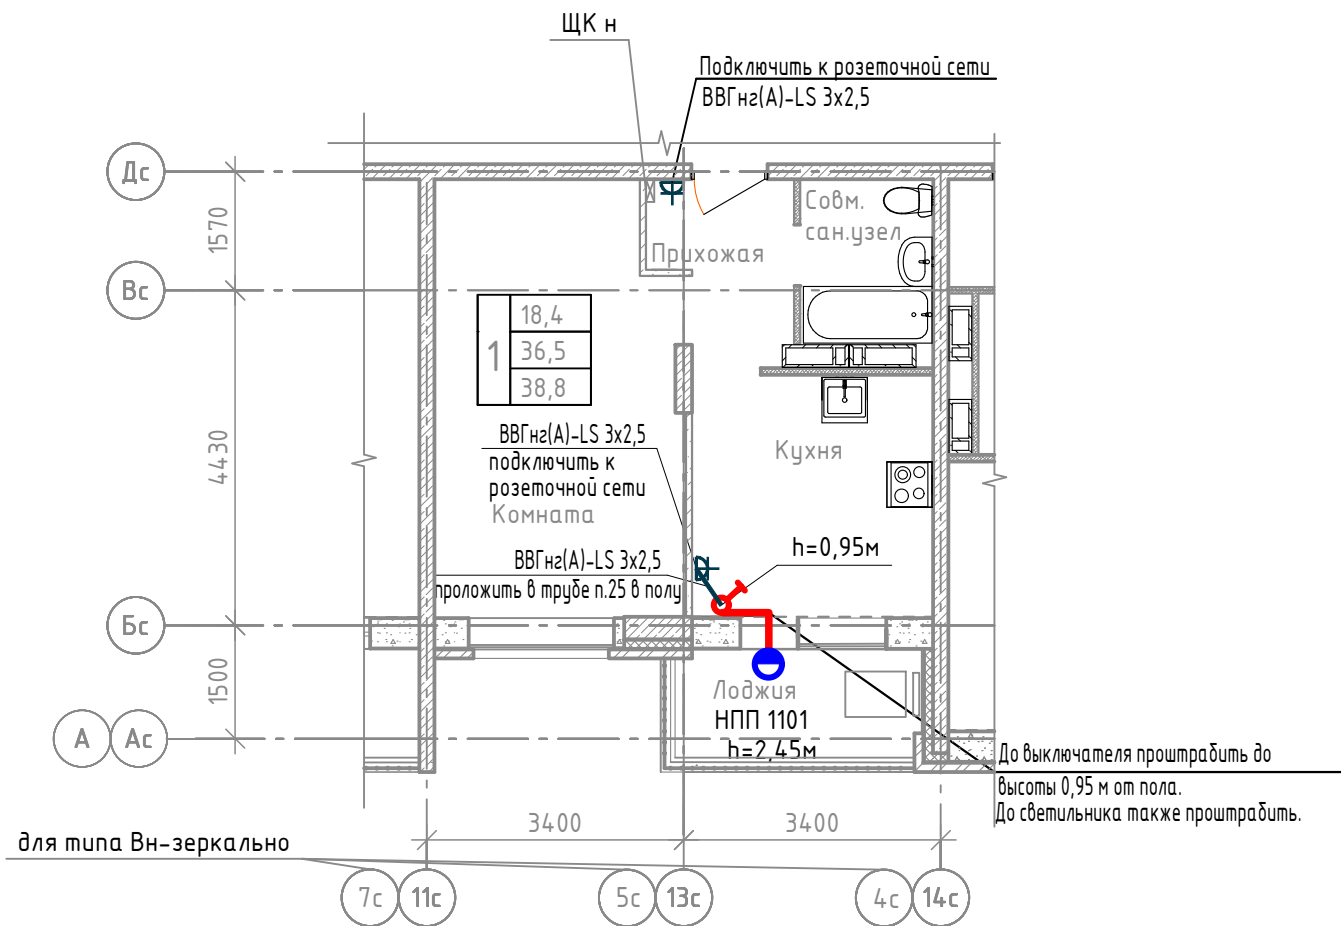 ЩК н
Подключить к розеточной сети
ВВГнг(А)-LS 3х2,5
Дс
1570
Совм.
сан.узел
Прихожая
Вс
18,4
1
36,5
38,8
4430
ВВГнг(А)-LS 3х2,5
подключить к
розеточной сети
Комната
Кухня
ВВГнг(А)-LS 3х2,5
проложить в трубе п.25 в полу
h=0,95м
Бс
1500
Лоджия
НПП 1101
h=2,45м
А
Ас
До выключателя проштрабить до
высоты 0,95 м от пола.
До светильника также проштрабить.
3400
3400
для типа Вн-зеркально
7с
11с
5с
13с
4с
14с